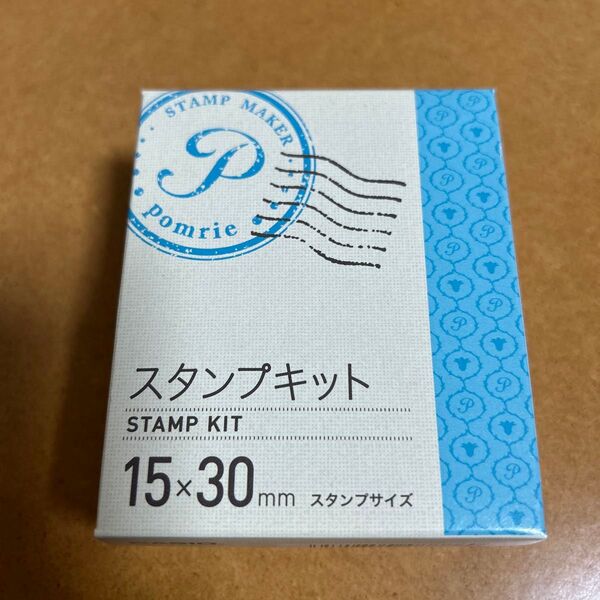 STAMP MAKER
P
pomrie
スタンプキット
STAMP KIT
15×30mm スタンプサイズ